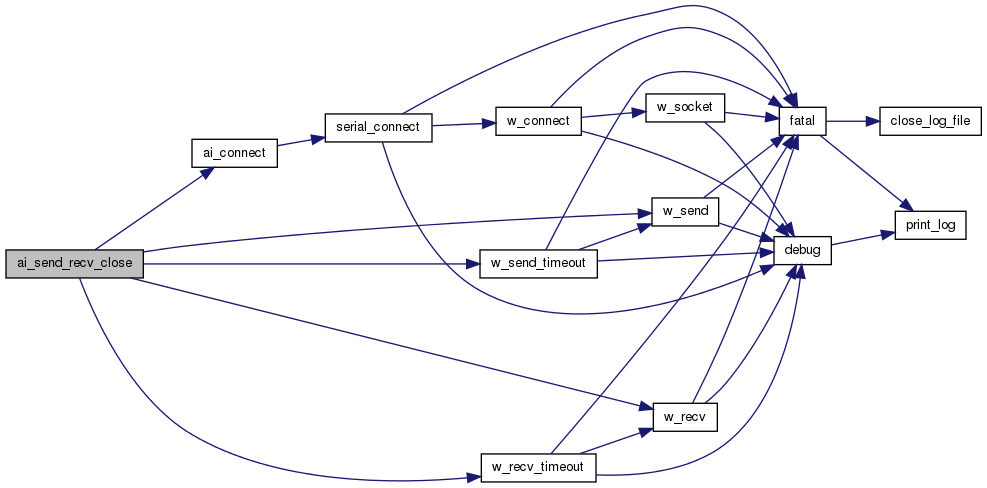 ai_send_recv_close
ai_connect
serial_connect
w_connect
w_socket
fatal
close_log_file
w_send
print_log
w_send_timeout
debug
w_recv
w_recv_timeout